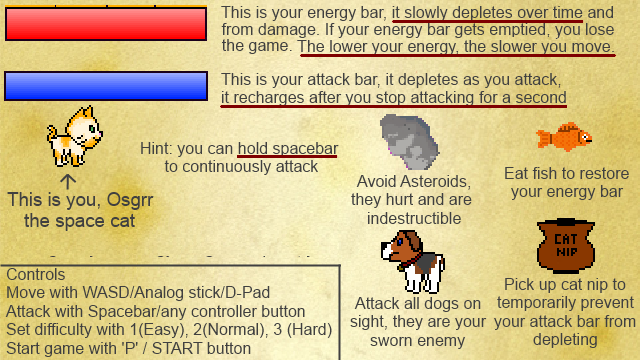 This is your energy bar, it slowly depletes over time and
from damage. If your energy bar gets emptied, you lose
the game. The lower your energy, the slower you move.
This is your attack bar, it depletes as you attack,
it recharges after you stop attacking for a second
Hint: you can hold spacebar
to continuously attack
This is you, Osgrr
the space cat
Avoid Asteroids,
they hurt and are
indestructible
Eat fish to restore
your energy bar
CAT
NIP
Attack all dogs on
sight, they are your
sworn enemy
Pick up cat nip to
temporarily prevent
your attack bar from
depleting
Controls
Move with WASD/Analog stick/D-Pad
Attack with Spacebar/any controller button
Set difficulty with 1(Easy), 2(Normal), 3 (Hard)
Start game with 'P' / START button